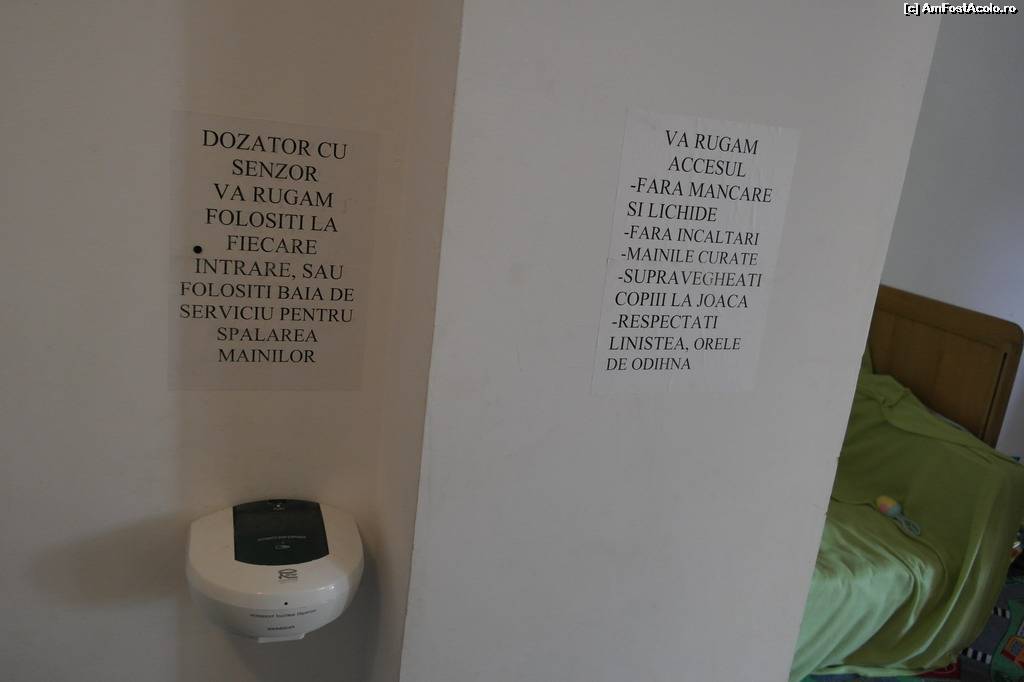 [c] AmFostAcolo.ro
DOZATOR CU
SENZOR
VA RUGAM
FOLOSITI LA
FIECARE
INTRARE, SAU
FOLOSITI BAIA DE
SERVICIU PENTRU
SPALAREA
MAINILOR
VA RUGAM
ACCESUL
-FARA MANCARE
SI LICHIDE
-FARA INCALTARI
-MAINILE CURATE
-SUPRAVEGHEATI
COPIII LA JOACA
-RESPECTATI
LINISTEA, ORELE
DE ODIHNA